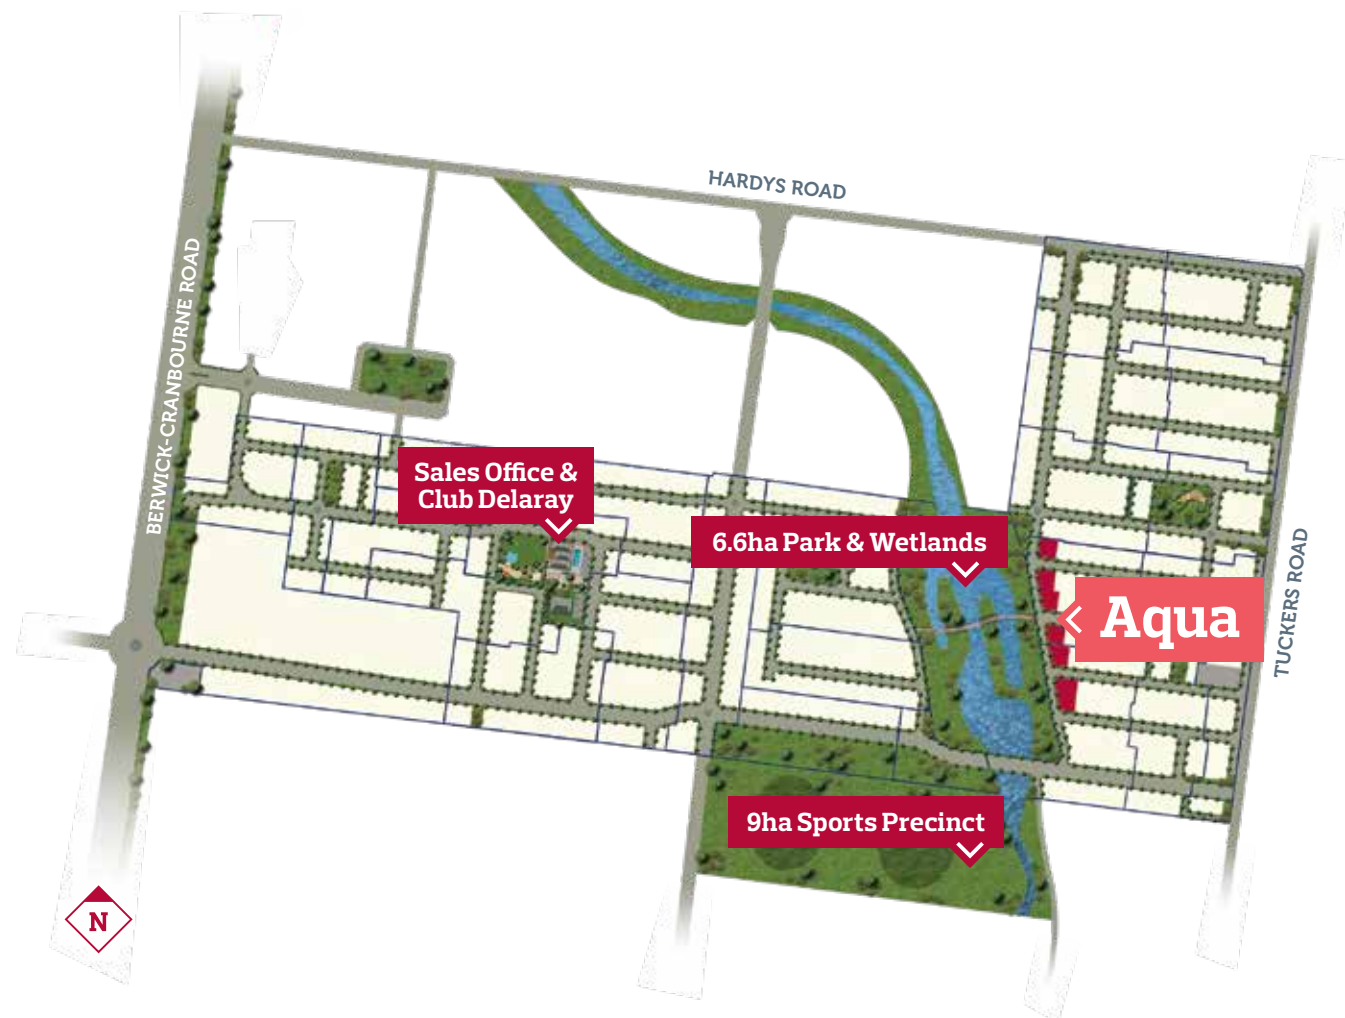 HARDYS ROAD
BERWICK-CRANBOURNE ROAD
Sales Office &
Club Delaray
6.6ha Park & Wetlands
Aqua
TUCKERS ROAD
9ha Sports Precinct
N